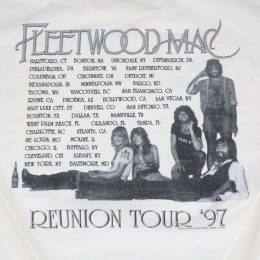 FLEETWOOD MAC
HARTFORD, CT BOSTON, MA UNIONDALE, NY PITTSBURGH, PA
PHILADELPHIA, PA BRISTOW, VA EAST RUTHERFORD, NJ
COLUMBUS, OH CINCINNATI, OH DETROIT, MI
INDIANAPOLIS IN MINNEAPOLIS, MN FARGO, ND
TACOMA, WA VANCOUVER, BC SAN FRANCISCO, CA
IRVINE, CA PHOENIX, AZ HOLLYWOOD, CA LAS VEGAS, NV
SALT LAKE CITY, UT DENVER, CO SAN ANTONIO, TX
HOUSTON, TX DALLAS, TX NASHVILLE, TN
WEST PALM BEACH, FL ORLANDO, FL TAMPA, FL
CHARLOTTE, NC ATLANTA, GA
ST. LOUIS, MO MOLINE, IL
CHICAGO, IL BUFFALO, NY
CLEVELAND, OH ALBANY, NY
NEW YORK, NY BALTIMORE, MD
REUNION TOUR '97